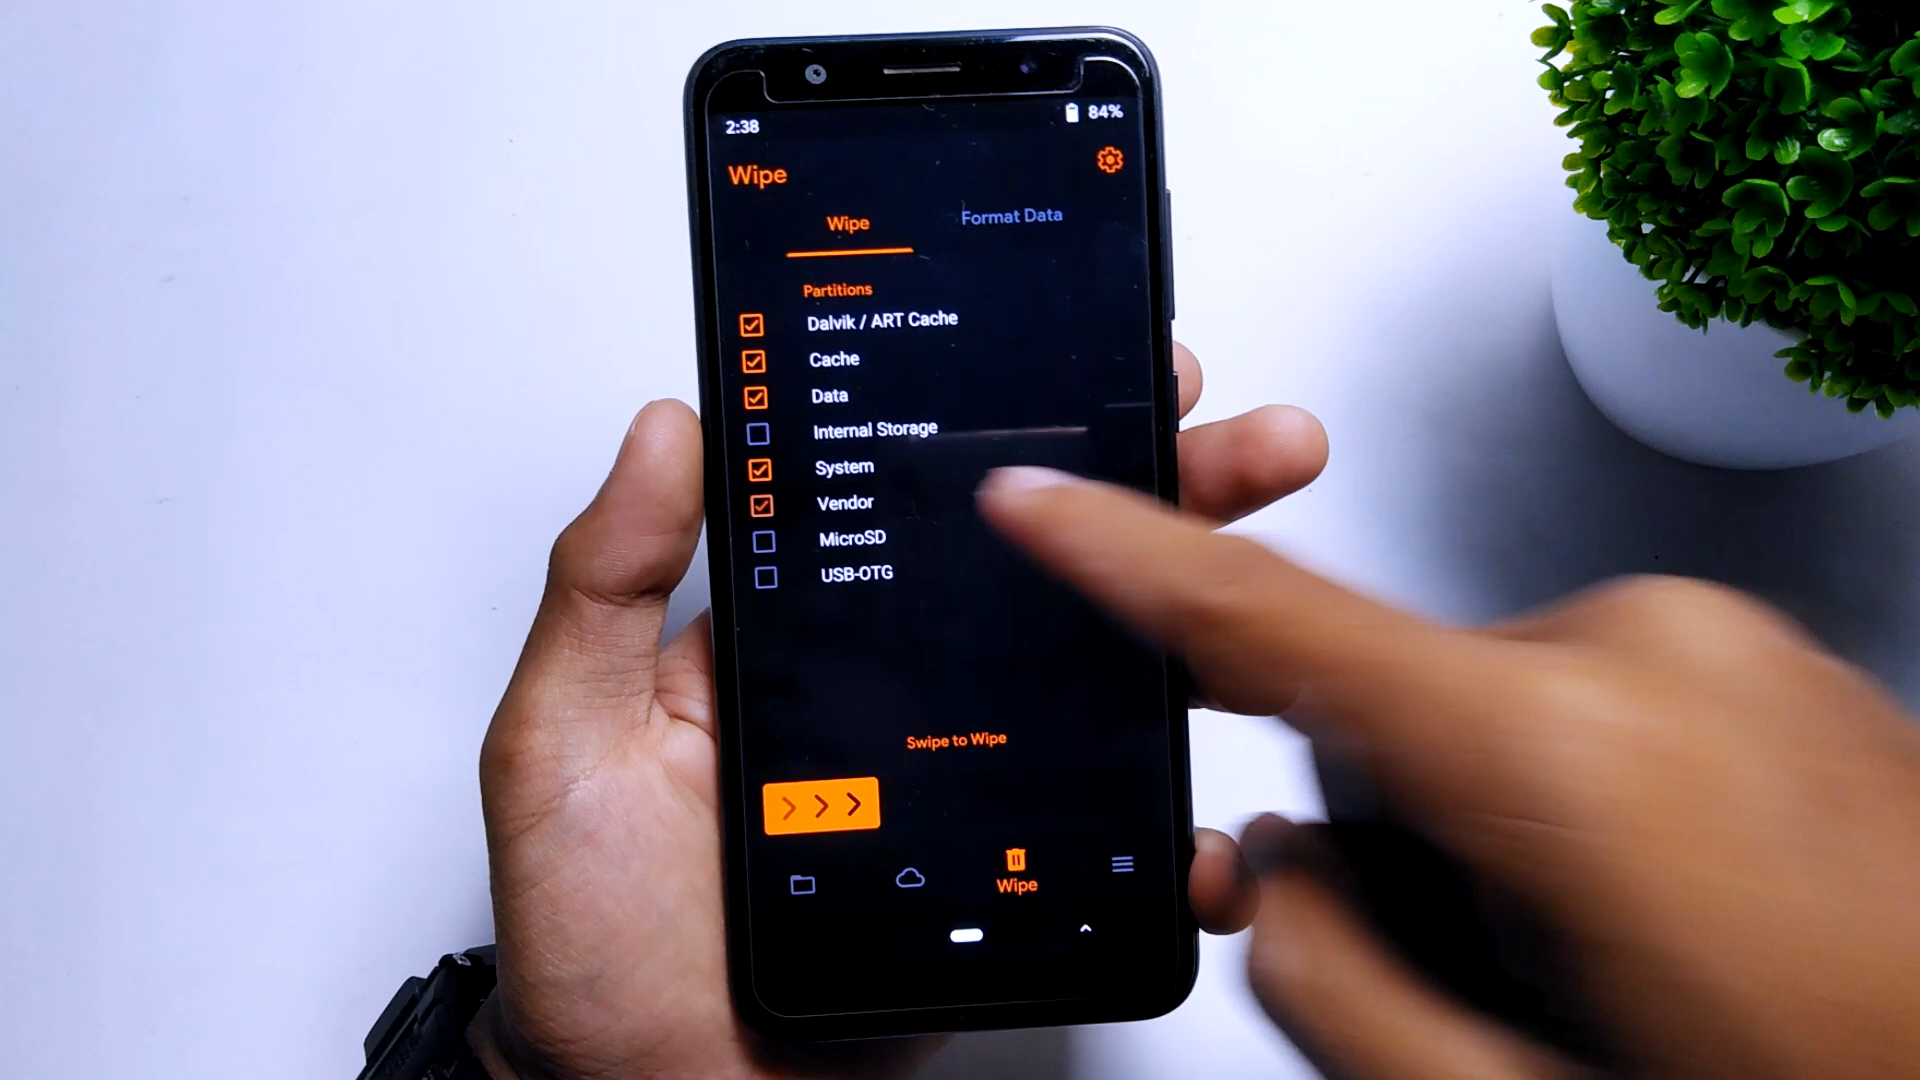 2:38
84%
Wipe
Wipe
Format Data
Partitions
Dalvik / ART Cache
Cache
Data
Internal Storage
System
Vendor
MicroSD
USB-OTG
Swipe to Wipe
Wipe